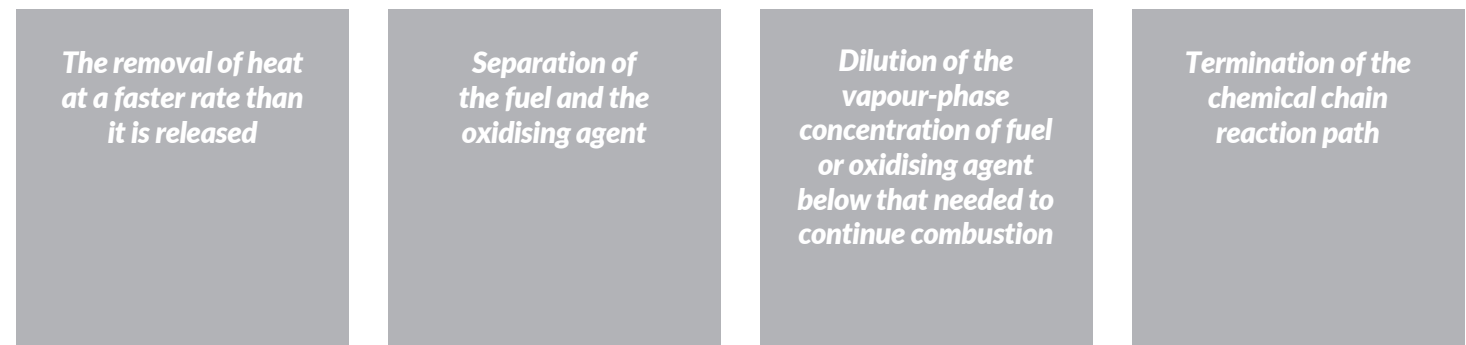 The removal of heat
at a faster rate than
it is released
Separation of
the fuel and the
oxidising agent
Dilution of the
vapour-phase
concentration of fuel
or oxidising agent
below that needed to
continue combustion
Termination of the
chemical chain
reaction path